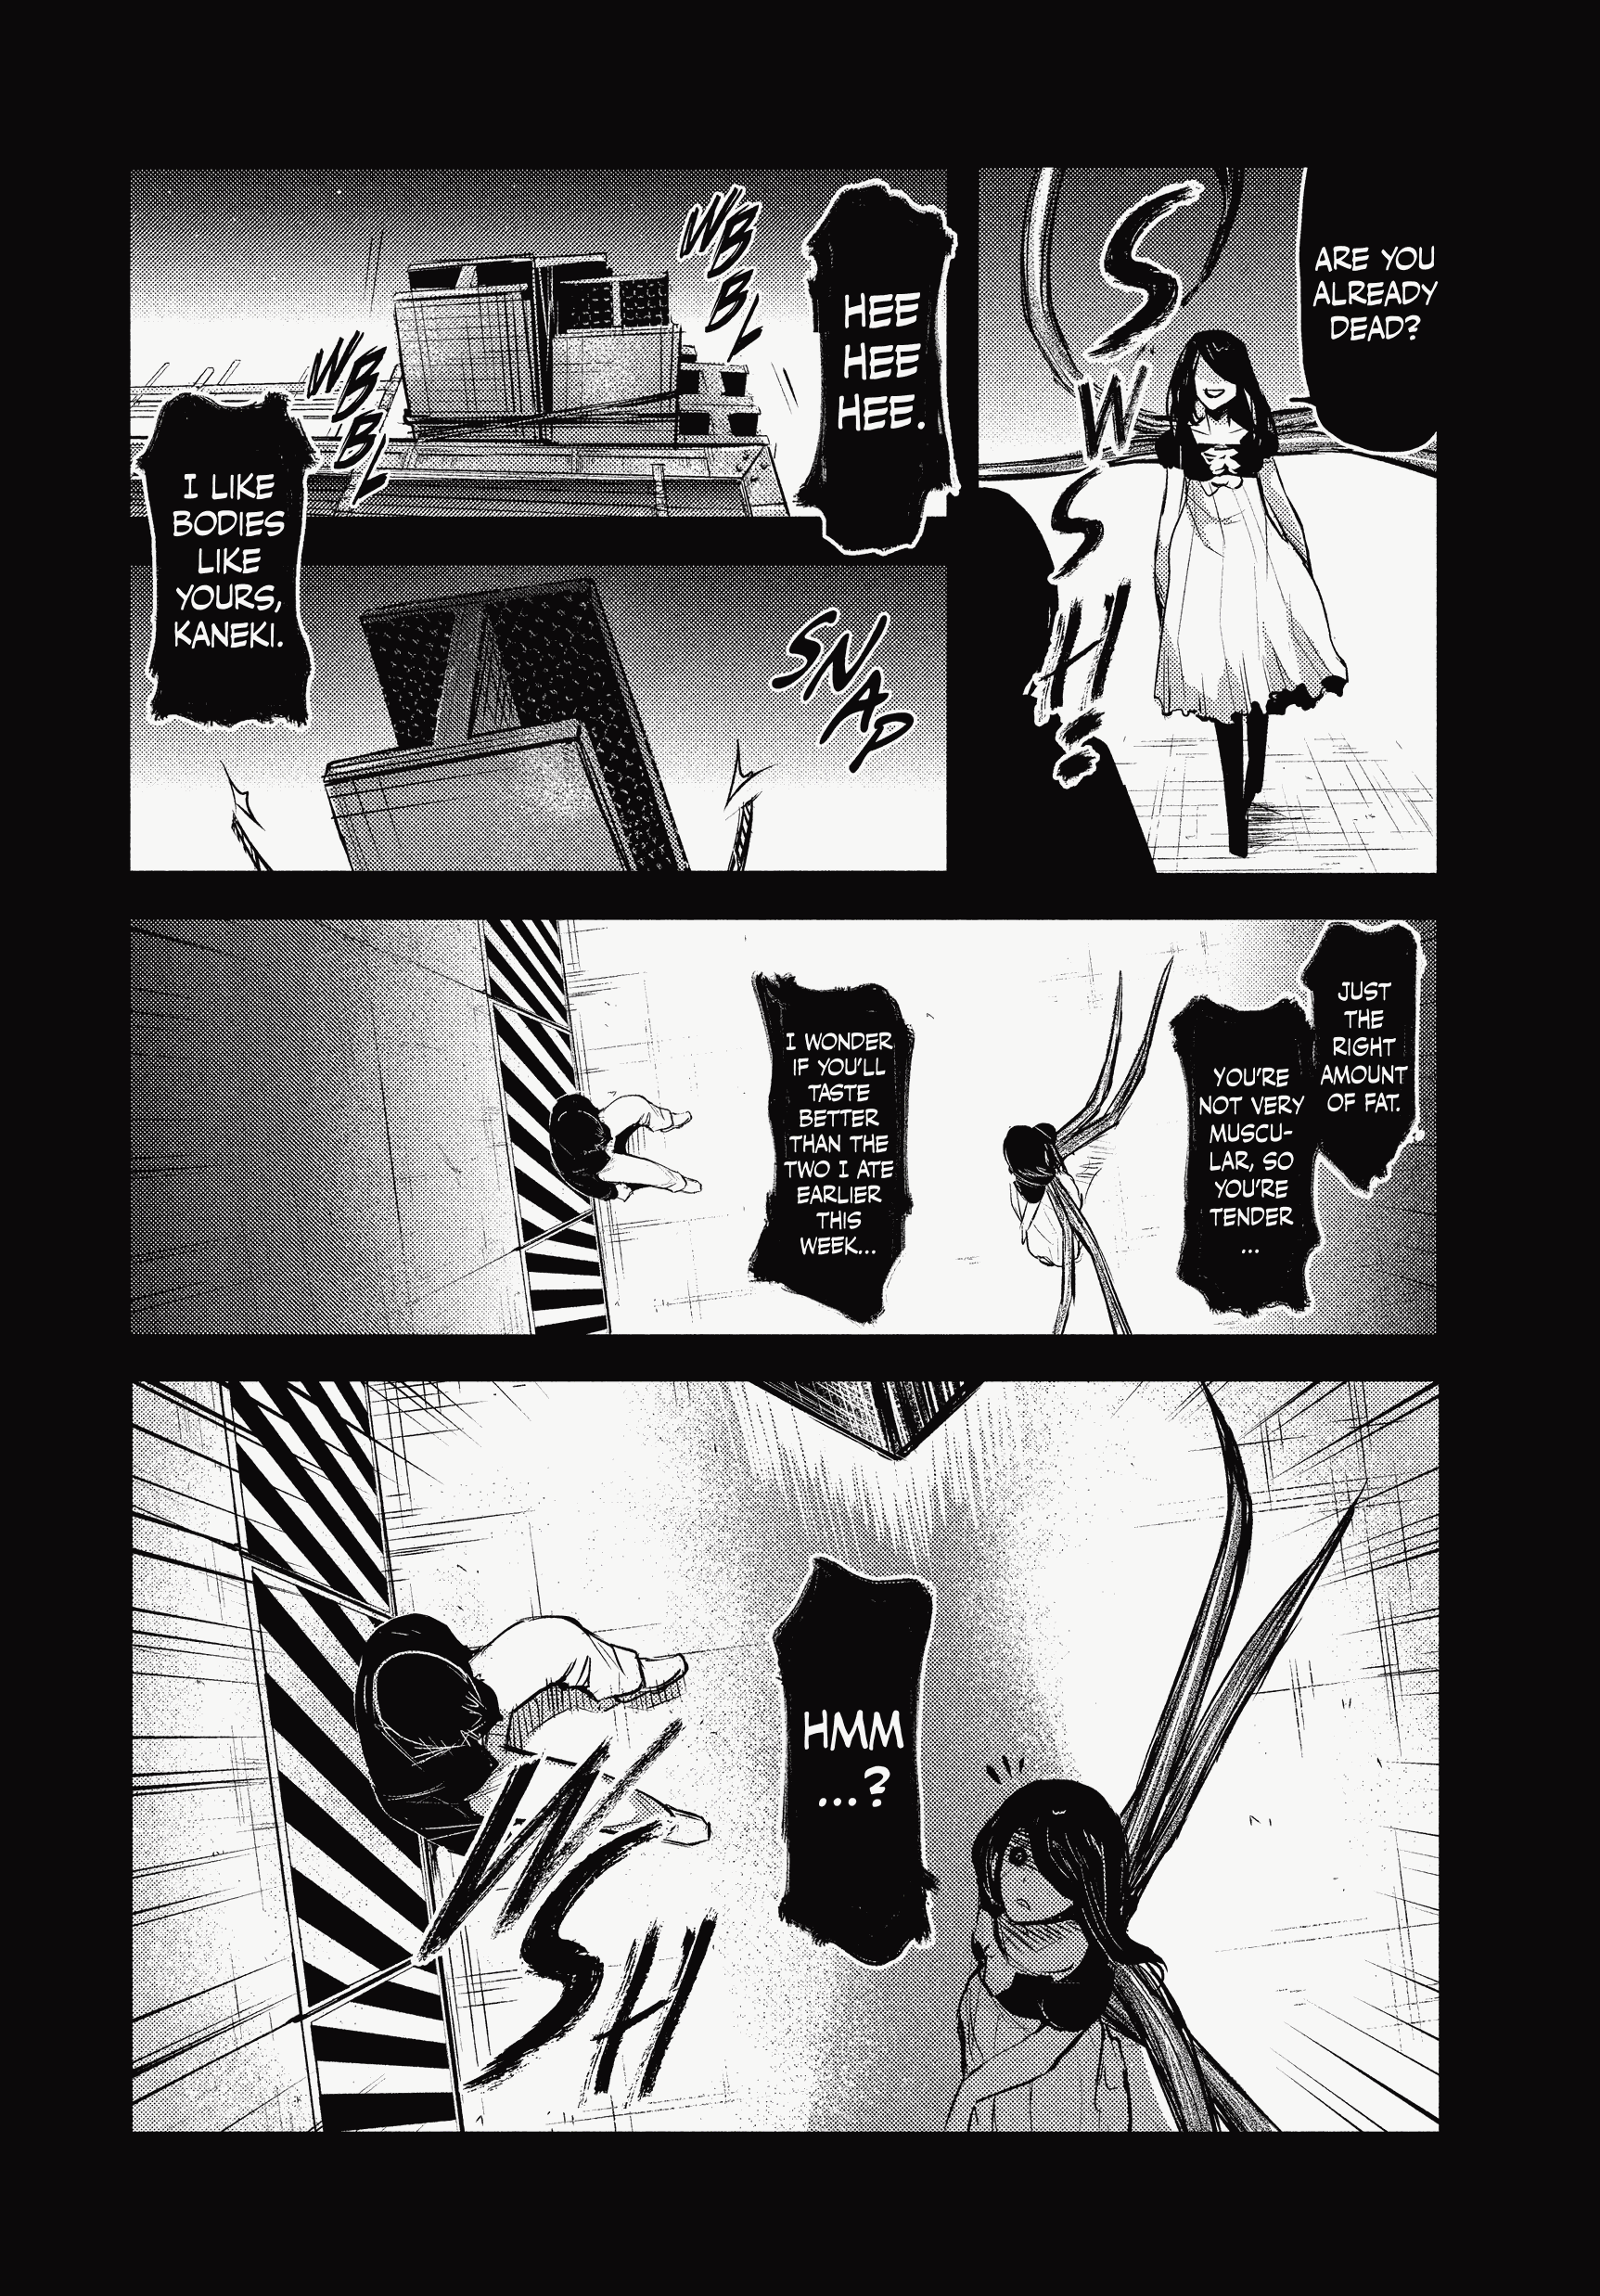 ARE YOU
ALREADY
DEAD?
SWSSH
HEE
HEE
HEE.
WBBL
WBBL
I LIKE
BODIES
LIKE
YOURS,
KANEKI.
SNAP
JUST
THE
RIGHT
AMOUNT
OF FAT.
YOU'RE
NOT VERY
MUSCU-
LAR, SO
YOU'RE
TENDER
...
I WONDER
IF YOU'LL
TASTE
BETTER
THAN THE
TWO I ATE
EARLIER
THIS
WEEK...
HMM
...?
WSH